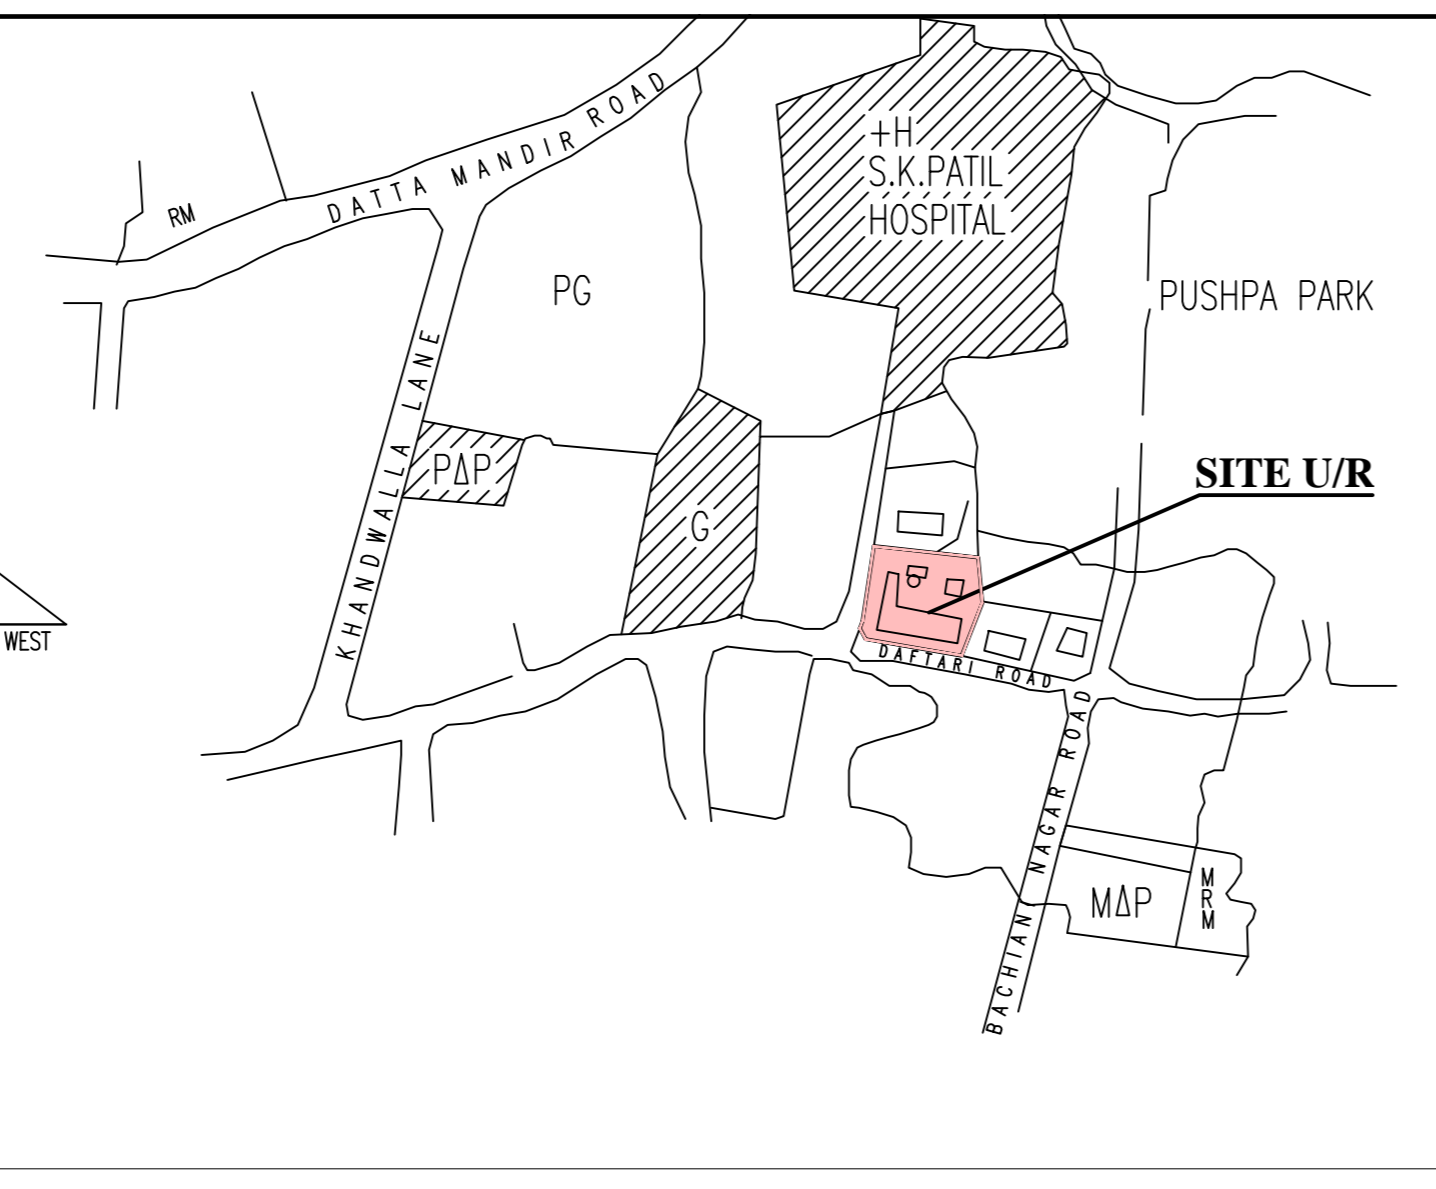 DATTA MANDIR ROAD
RM
+H
S.K.PATIL
HOSPITAL
PG
PUSHPA PARK
KHANDWALLA LANE
PΔP
G
SITE U/R
WEST
DAFTARI ROAD
BACHIAN NAGAR ROAD
MΔP
M
R
M